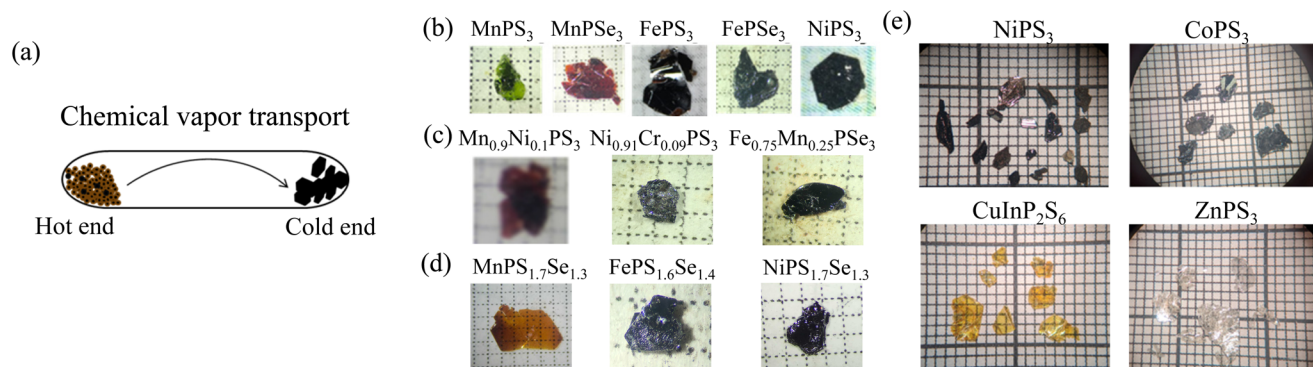 (a)
Chemical vapor transport
Hot end
Cold end
(b)
MnPS₃ MnPSe₃ FePS₃ FePSe₃ NiPS₃
(c)
Mn₀.₉Ni₀.₁PS₃ Ni₀.₉₁Cr₀.₀₉PS₃ Fe₀.₇₅Mn₀.₂₅PSe₃
(d)
MnPS₁.₇Se₁.₃ FePS₁.₆Se₁.₄ NiPS₁.₇Se₁.₃
(e)
NiPS₃ CoPS₃
CuInP₂S₆ ZnPS₃